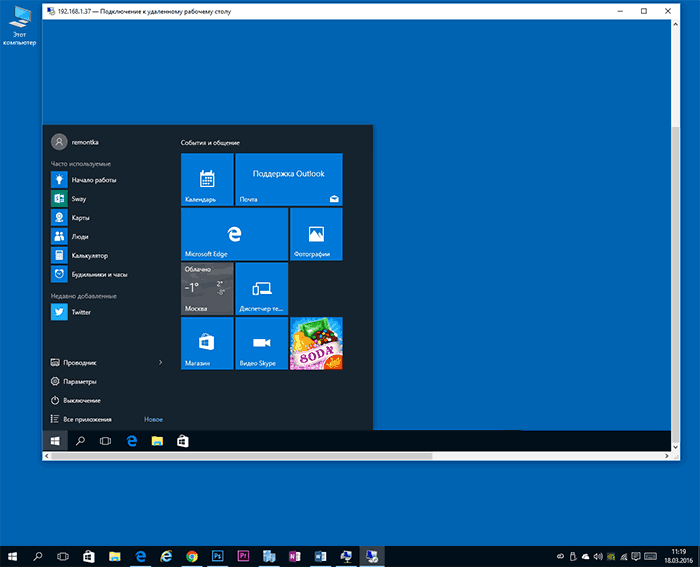 Этот
компьютер
192.168.1.37 — Подключение к удаленному рабочему столу
remontka
Часто используемые
Начало работы
Sway
Карты
Люди
Калькулятор
Будильники и часы
Недавно добавленные
Twitter
Проводник
Параметры
Выключение
Все приложения
Новое
События и общение
Календарь
Поддержка Outlook
Почта
Microsoft Edge
Фотографии
Облачно
-1°
2°
-8°
Москва
Диспетчер те...
Магазин
Видео Skype
SODA
11:19
18.03.2016